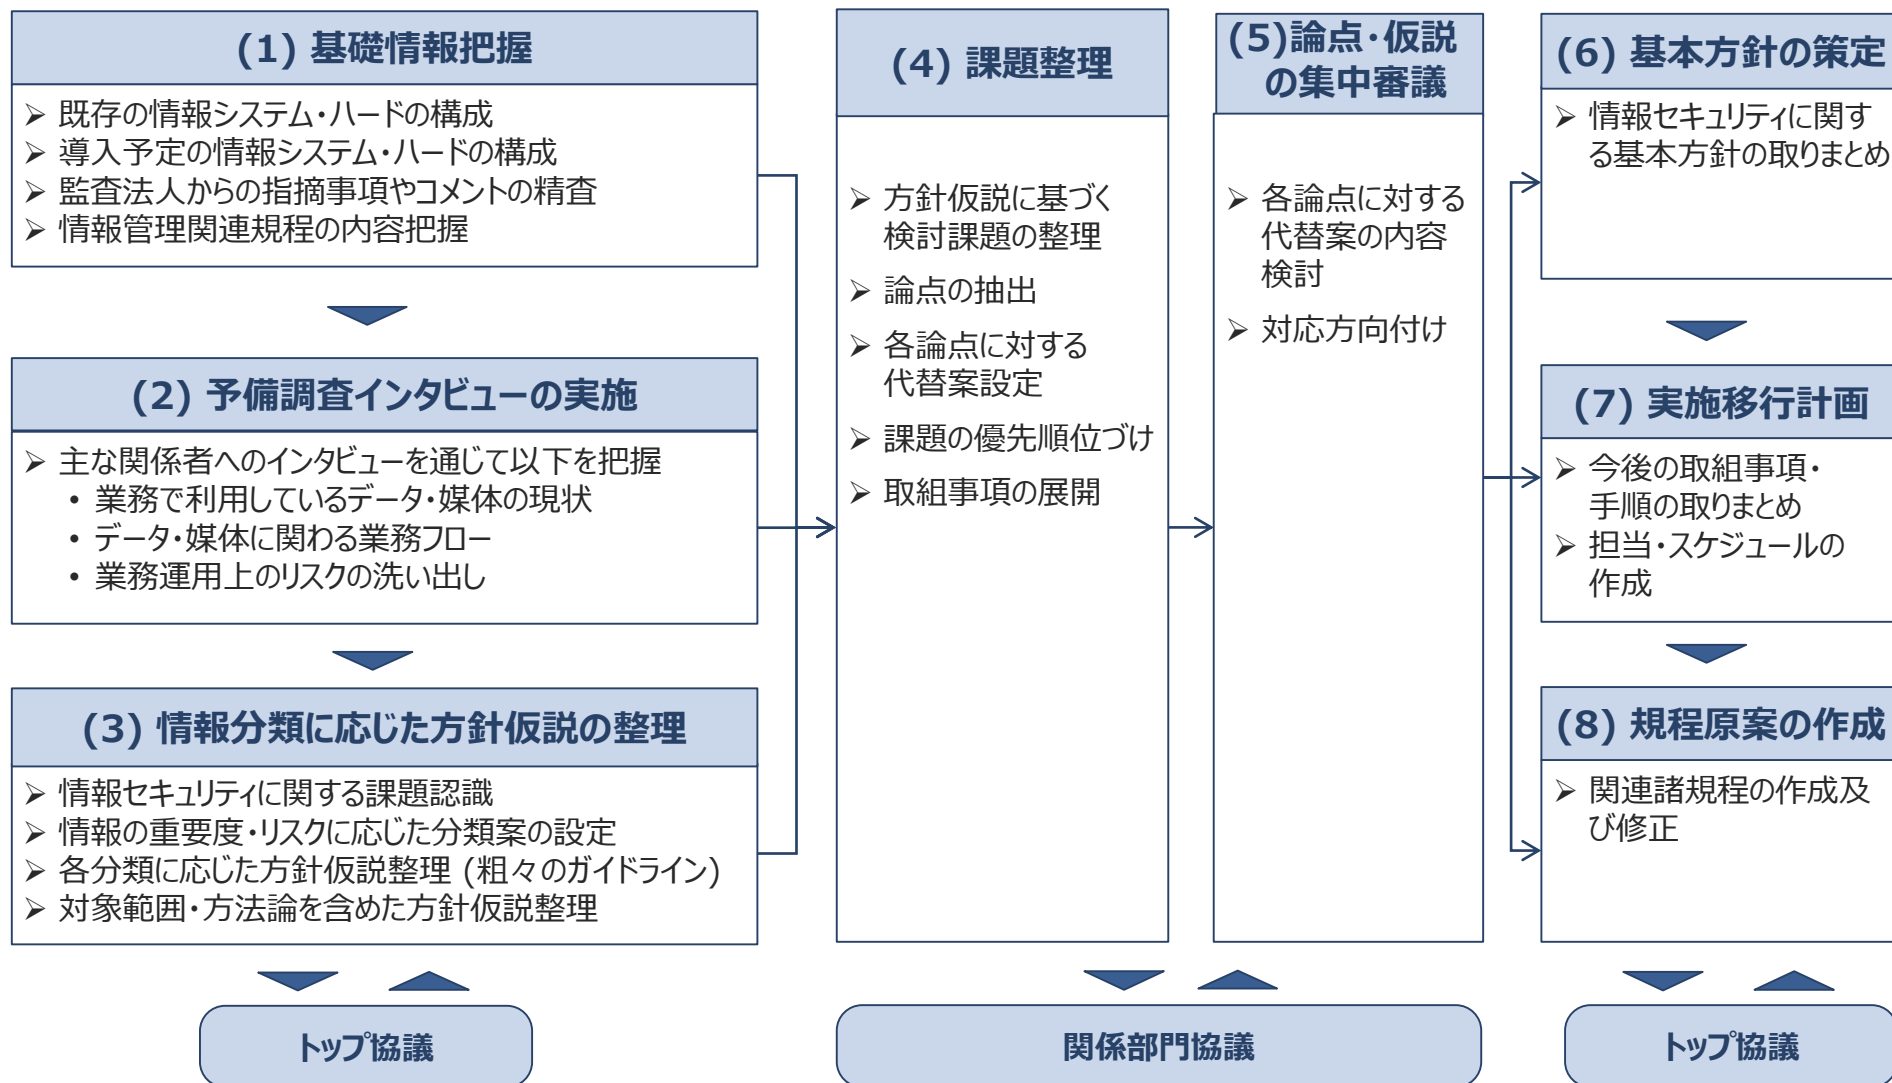 (1) 基礎情報把握
➢ 既存の情報システム・ハードの構成
➢ 導入予定の情報システム・ハードの構成
➢ 監査法人からの指摘事項やコメントの精査
➢ 情報管理関連規程の内容把握
(2) 予備調査インタビューの実施
➢ 主な関係者へのインタビューを通じて以下を把握
• 業務で利用しているデータ・媒体の現状
• データ・媒体に関わる業務フロー
• 業務運用上のリスクの洗い出し
(3) 情報分類に応じた方針仮説の整理
➢ 情報セキュリティに関する課題認識
➢ 情報の重要度・リスクに応じた分類案の設定
➢ 各分類に応じた方針仮説整理 (粗々のガイドライン)
➢ 対象範囲・方法論を含めた方針仮説整理
トップ協議
(4) 課題整理
➢ 方針仮説に基づく
検討課題の整理
➢ 論点の抽出
➢ 各論点に対する
代替案設定
➢ 課題の優先順位づけ
➢ 取組事項の展開
(5)論点・仮説
の集中審議
➢ 各論点に対する
代替案の内容
検討
➢ 対応方向付け
関係部門協議
(6) 基本方針の策定
➢ 情報セキュリティに関す
る基本方針の取りまとめ
(7) 実施移行計画
➢ 今後の取組事項・
手順の取りまとめ
➢ 担当・スケジュールの
作成
(8) 規程原案の作成
➢ 関連諸規程の作成及
び修正
トップ協議